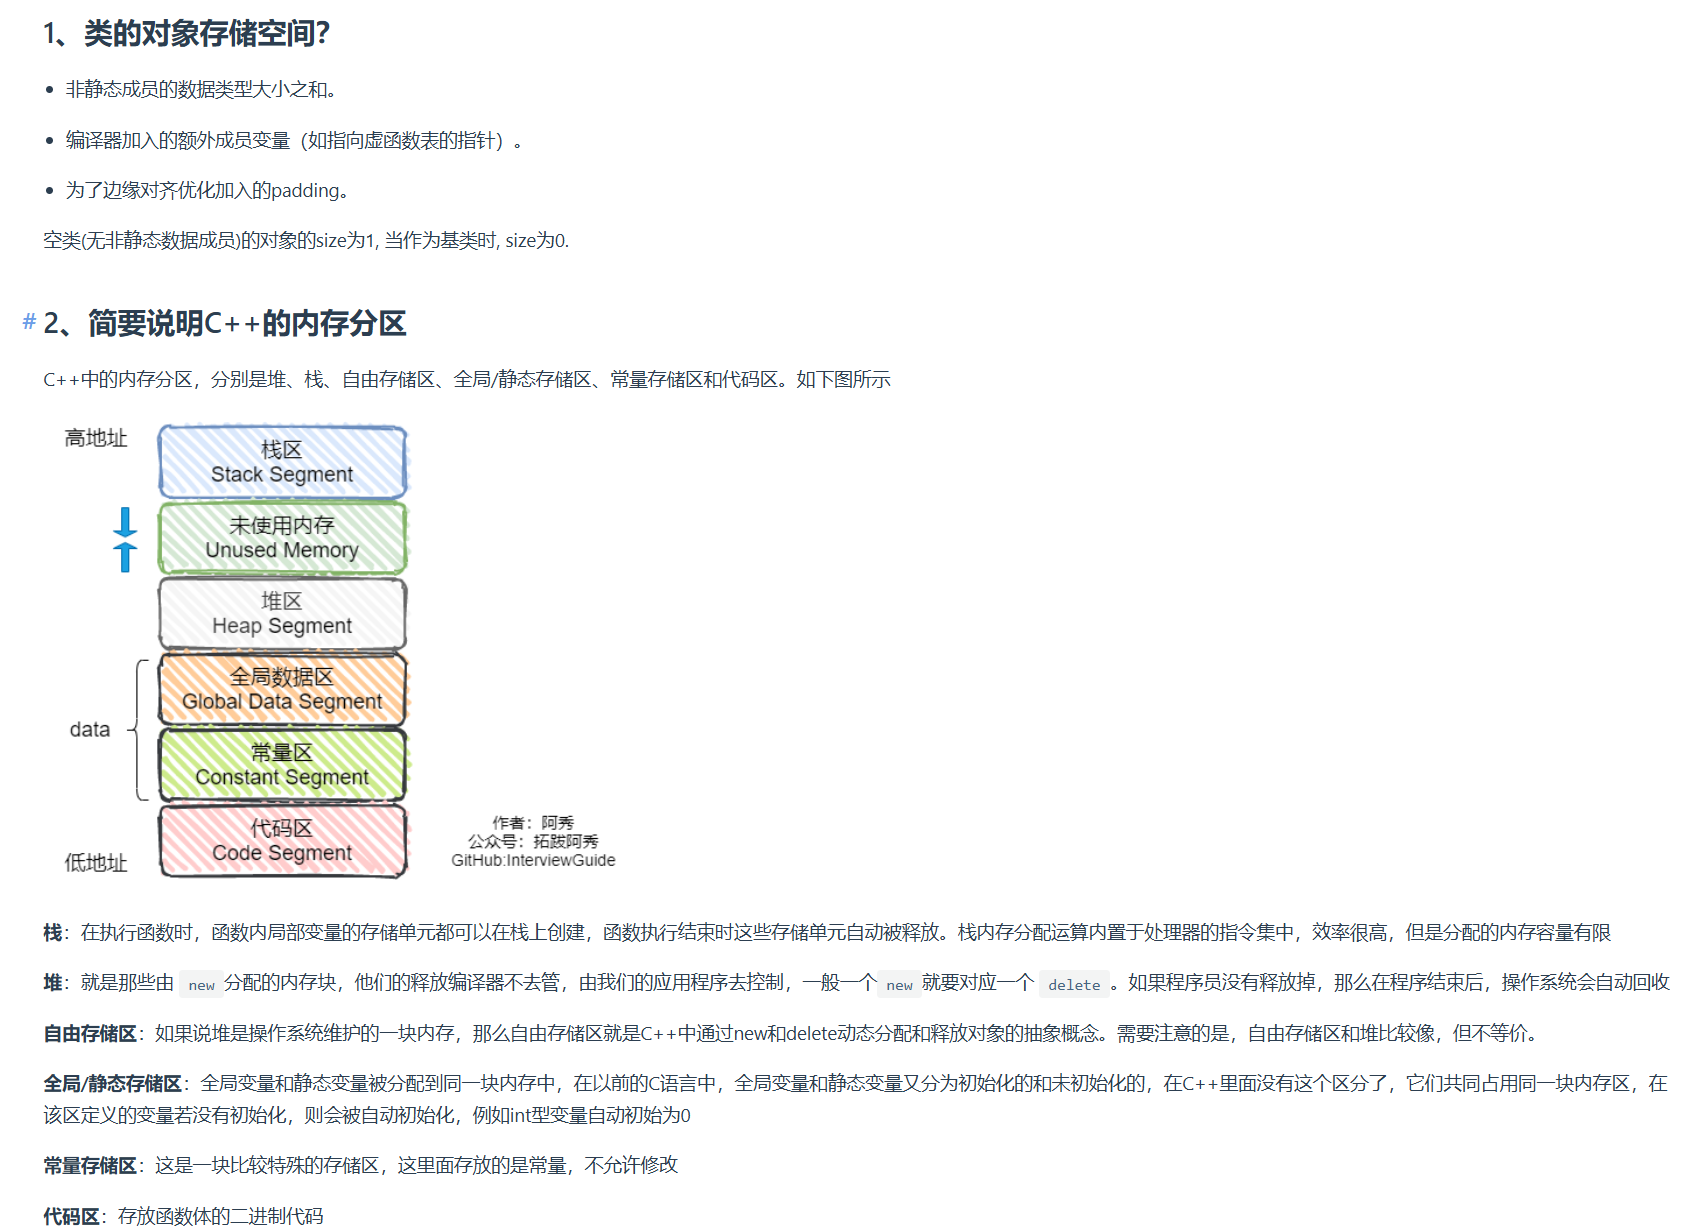 1、类的对象存储空间？
• 非静态成员的数据类型大小之和。
• 编译器加入的额外成员变量（如指向虚函数表的指针）。
• 为了边缘对齐优化加入的padding。
空类(无非静态数据成员)的对象的size为1, 当作为基类时, size为0.
# 2、简要说明C++的内存分区
C++中的内存分区，分别是堆、栈、自由存储区、全局/静态存储区、常量存储区和代码区。如下图所示
高地址
栈区
Stack Segment
未使用内存
Unused Memory
堆区
Heap Segment
全局数据区
Global Data Segment
data
常量区
Constant Segment
代码区
Code Segment
低地址
作者：阿秀
公众号：拓跋阿秀
GitHub:InterviewGuide
栈：在执行函数时，函数内局部变量的存储单元都可以在栈上创建，函数执行结束时这些存储单元自动被释放。栈内存分配运算内置于处理器的指令集中，效率很高，但是分配的内存容量有限
堆：就是那些由 new 分配的内存块，他们的释放编译器不去管，由我们的应用程序去控制，一般一个 new 就要对应一个 delete 。如果程序员没有释放掉，那么在程序结束后，操作系统会自动回收
自由存储区：如果说堆是操作系统维护的一块内存，那么自由存储区就是C++中通过new和delete动态分配和释放对象的抽象概念。需要注意的是，自由存储区和堆比较像，但不等价。
全局/静态存储区：全局变量和静态变量被分配到同一块内存中，在以前的C语言中，全局变量和静态变量又分为初始化的和未初始化的，在C++里面没有这个区分了，它们共同占用同一块内存区，在
该区定义的变量若没有初始化，则会被自动初始化，例如int型变量自动初始为0
常量存储区：这是一块比较特殊的存储区，这里面存放的是常量，不允许修改
代码区：存放函数体的二进制代码